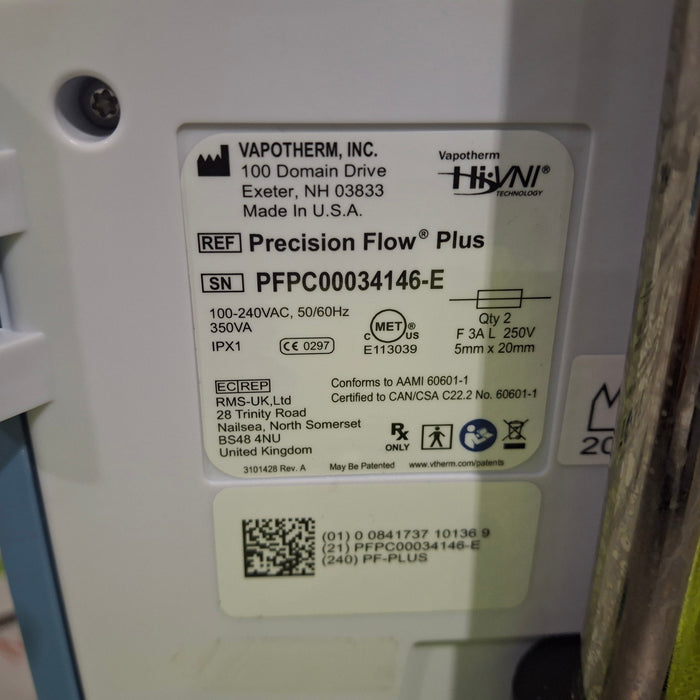 VAPOTHERM, INC.
100 Domain Drive
Exeter, NH 03833
Made In U.S.A.
Vapotherm
Hi-VNI®
TECHNOLOGY
REF Precision Flow® Plus
SN PFPC00034146-E
100-240VAC, 50/60Hz
350VA
IPX1
CE 0297
c MET ® US
E113039
Qty 2
F 3A L 250V
5mm x 20mm
EC REP
RMS-UK,Ltd
28 Trinity Road
Nailsea, North Somerset
BS48 4NU
United Kingdom
Conforms to AAMI 60601-1
Certified to CAN/CSA C22.2 No. 60601-1
Rx
ONLY
3101428 Rev. A May Be Patented www.vtherm.com/patents
(01) 0 0841737 10136 9
(21) PFPC00034146-E
(240) PF-PLUS